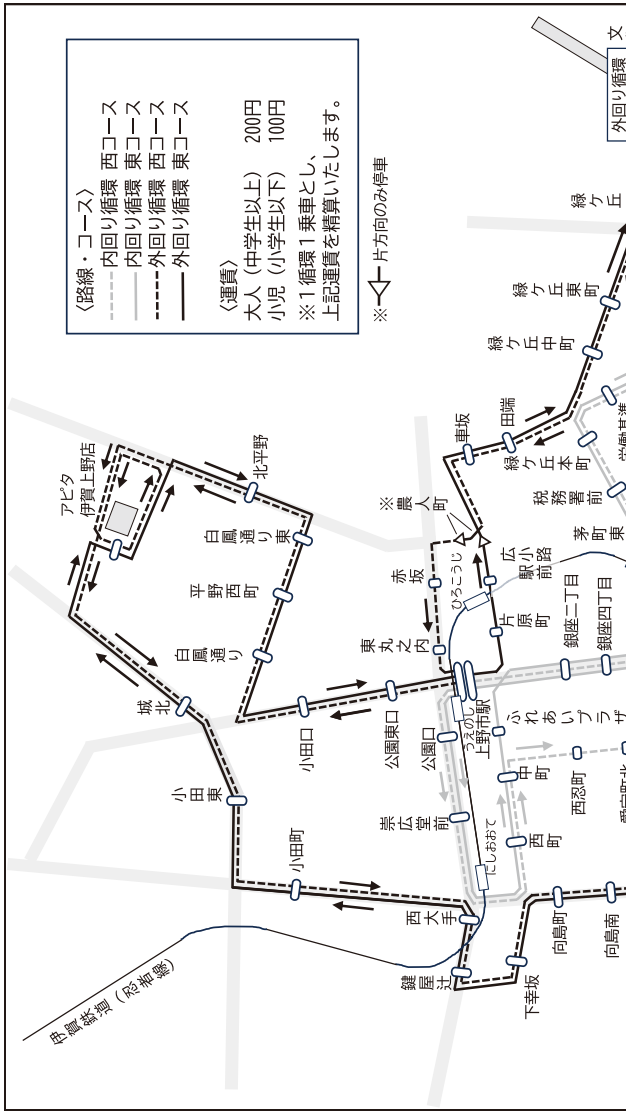 〈路線・コース〉
内回り循環 西コース
内回り循環 東コース
外回り循環 西コース
外回り循環 東コース
〈運賃〉
大人（中学生以上） 200円
小児（小学生以下） 100円
※1循環1乗車とし、
上記運賃を精算いたします。
※ 片方向のみ停車
文
外回り循環
緑ケ丘
緑ケ丘東町
緑ケ丘中町
田端
車坂
緑ケ丘本町
税務署前
茅町東
※農人町
北平野
アピタ
伊賀上野店
白鳳通り東
平野西町
白鳳通り
城北
小田東
小田町
小田口
公園東口
公園口
崇広堂前
赤坂
東丸之内
ひろこうじ
広小路
駅前
片原町
銀座二丁目
銀座四丁目
うえのし
上野市駅
ふれあいプラザ
中町
西忍町
西町
にしおおて
西大手
鍵屋辻
下幸坂
向島町
向島南
伊賀鉄道（忍者線）